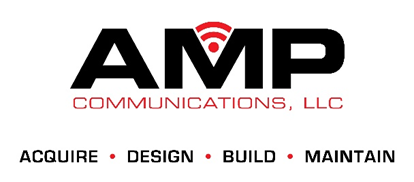 AMP
COMMUNICATIONS, LLC
ACQUIRE • DESIGN • BUILD • MAINTAIN